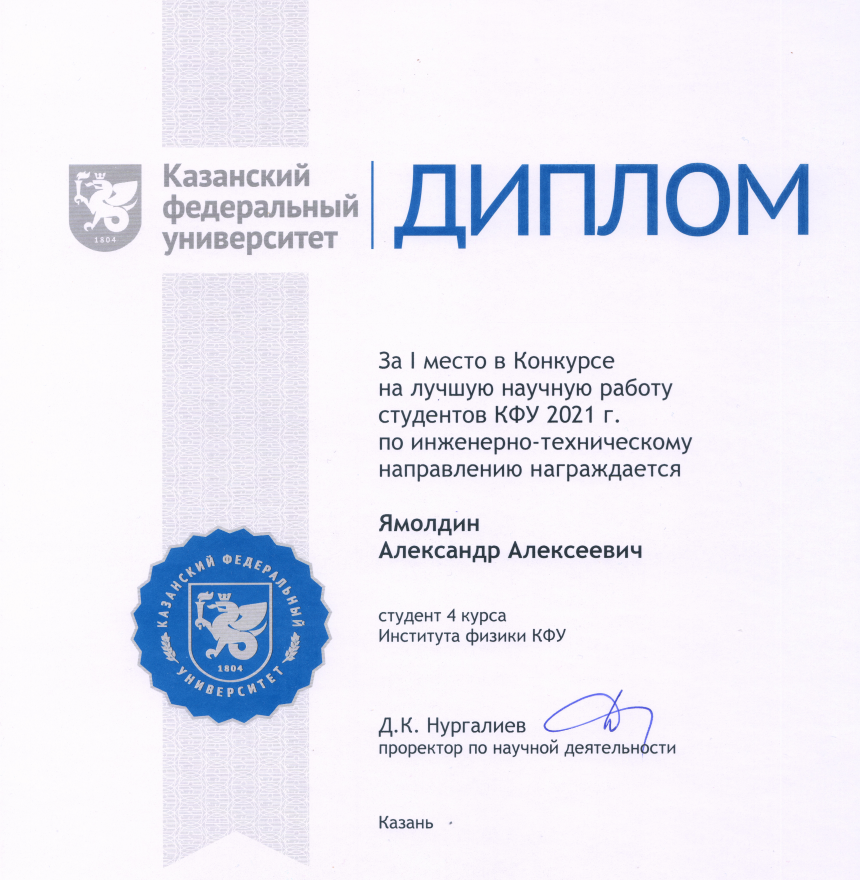 Казанский
федеральный
университет
ДИПЛОМ
1804
За I место в Конкурсе
на лучшую научную работу
студентов КФУ 2021 г.
по инженерно-техническому
направлению награждается
Ямолдин
Александр Алексеевич
студент 4 курса
Института физики КФУ
КАЗАНСКИЙ ФЕДЕРАЛЬНЫЙ
1804
УНИВЕРСИТЕТ
Д.К. Нургалиев
проректор по научной деятельности
Казань